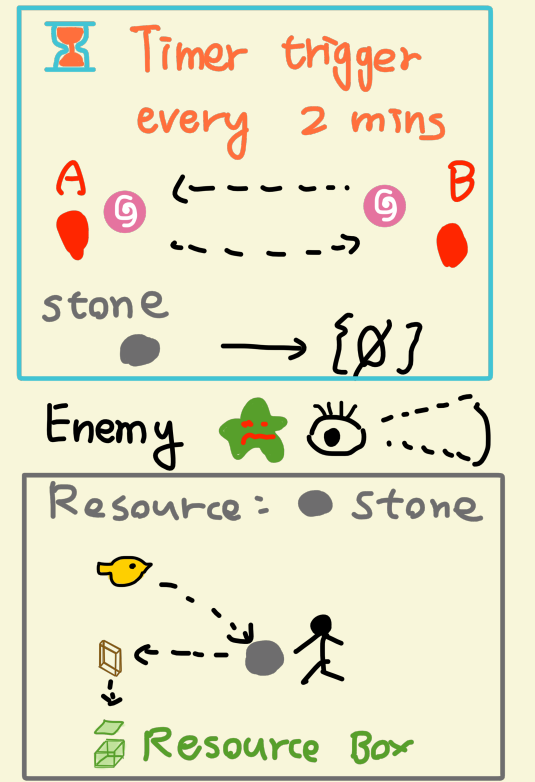 Timer trigger
every 2 mins
A
B
stone
{∅}
Enemy
Resource: stone
Resource Box